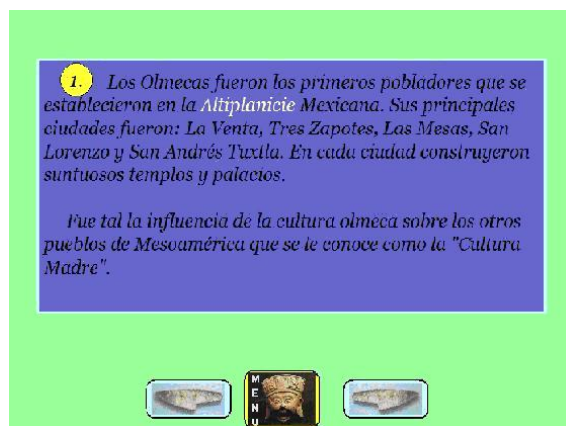 1. Los Olmecas fueron los primeros pobladores que se
establecieron en la Altiplanicie Mexicana. Sus principales
ciudades fueron: La Venta, Tres Zapotes, Las Mesas, San
Lorenzo y San Andrés Tuxtla. En cada ciudad construyeron
suntuosos templos y palacios.
Fue tal la influencia de la cultura olmeca sobre los otros
pueblos de Mesoamérica que se le conoce como la "Cultura
Madre".
MENU